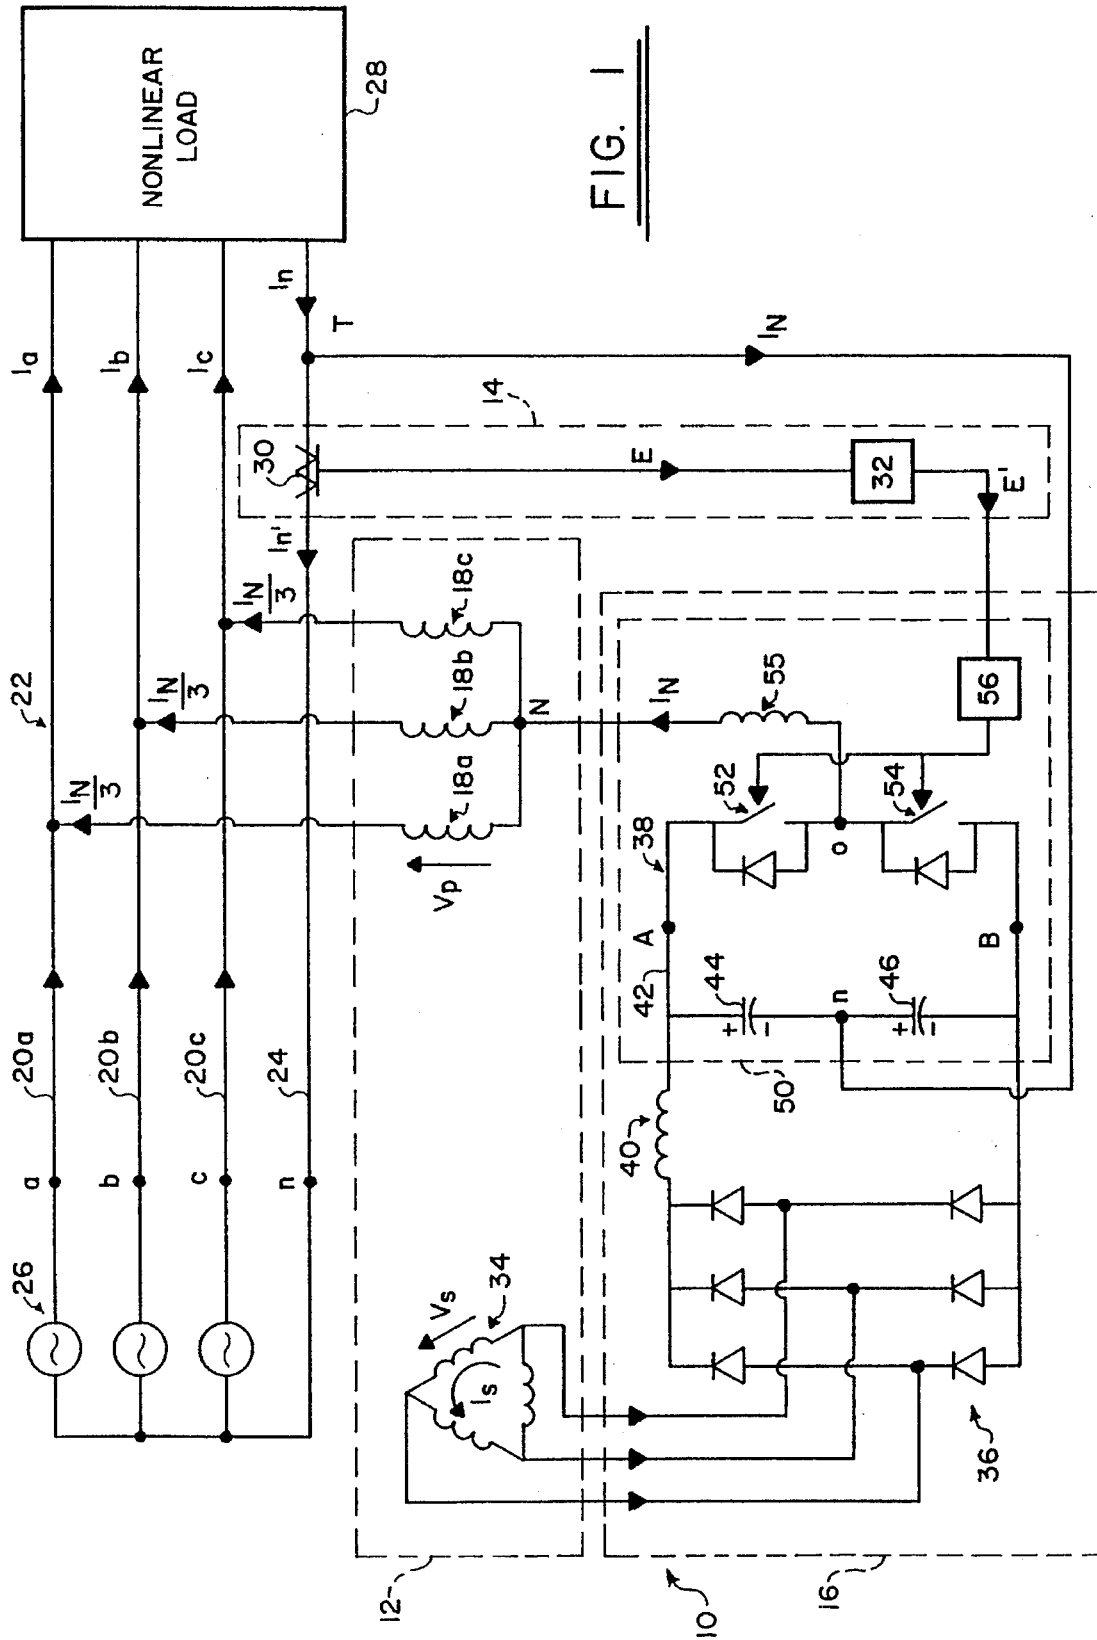 26
a
20a
22
Ia
b
20b
Ib
c
20c
Ic
n
24
In'
30
In
T
NONLINEAR
LOAD
28
IN
3
IN
3
IN
3
12
Vs
34
Is
Vp
18a
18b
18c
N
14
E
32
E'
IN
IN
10
16
36
40
42
A
38
44
+
-
n
46
+
-
B
50
52
o
54
55
56
FIG. 1